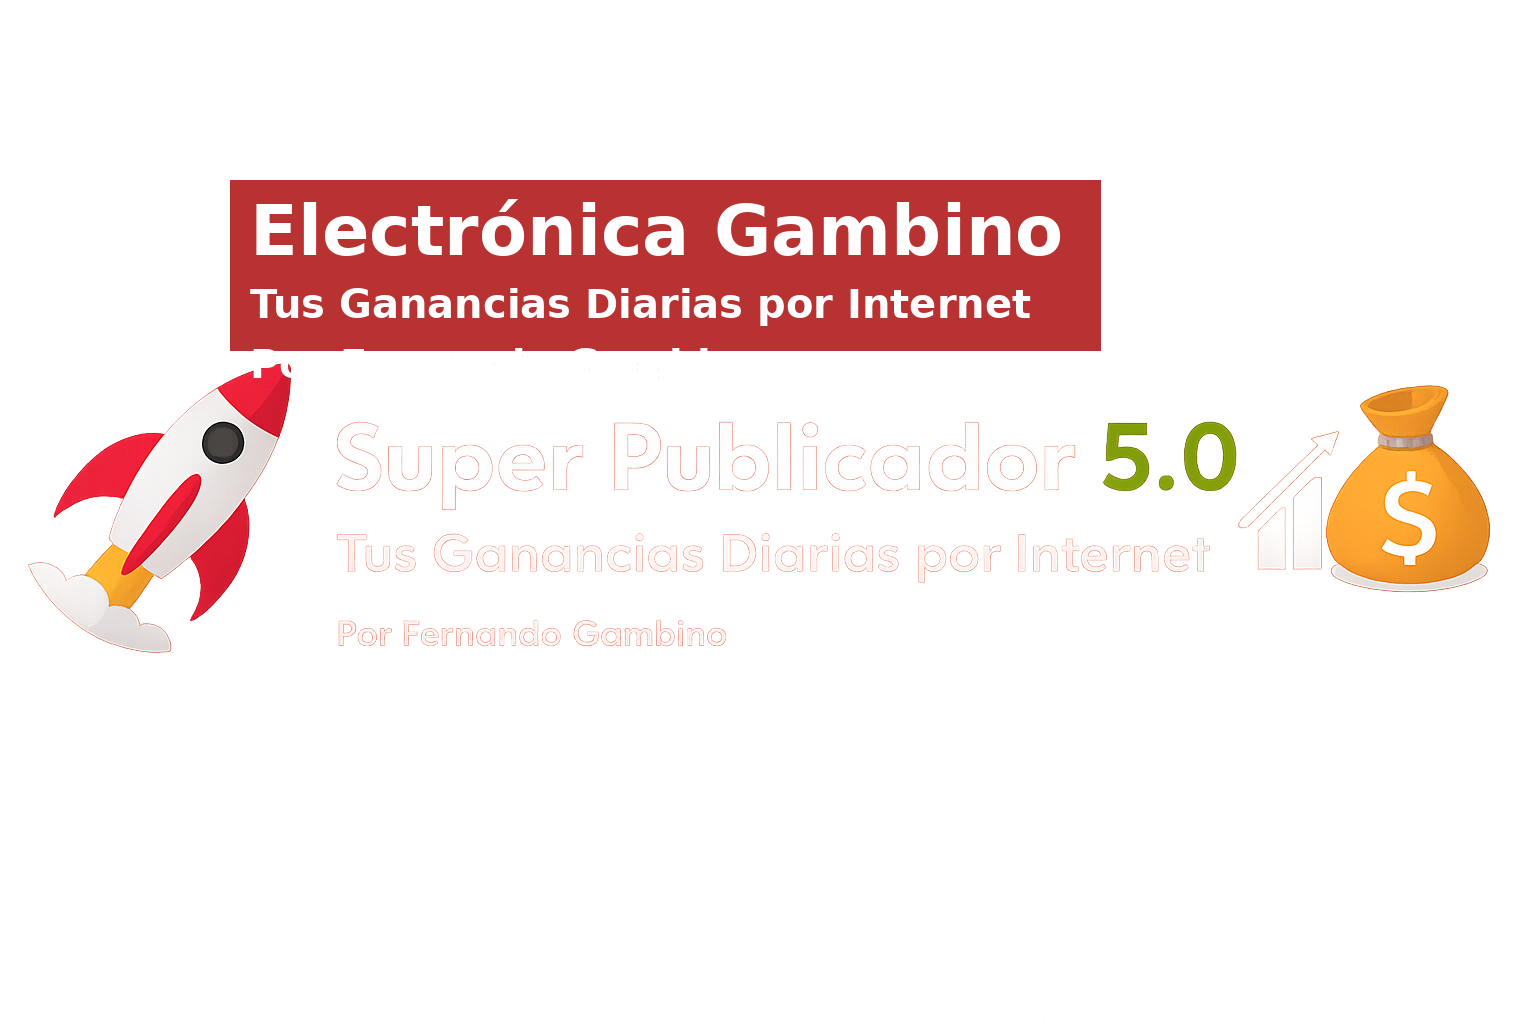 Electrónica Gambino
Tus Ganancias Diarias por Internet
Super Publicador 5.0
Tus Ganancias Diarias por Internet
$
Por Fernando Gambino